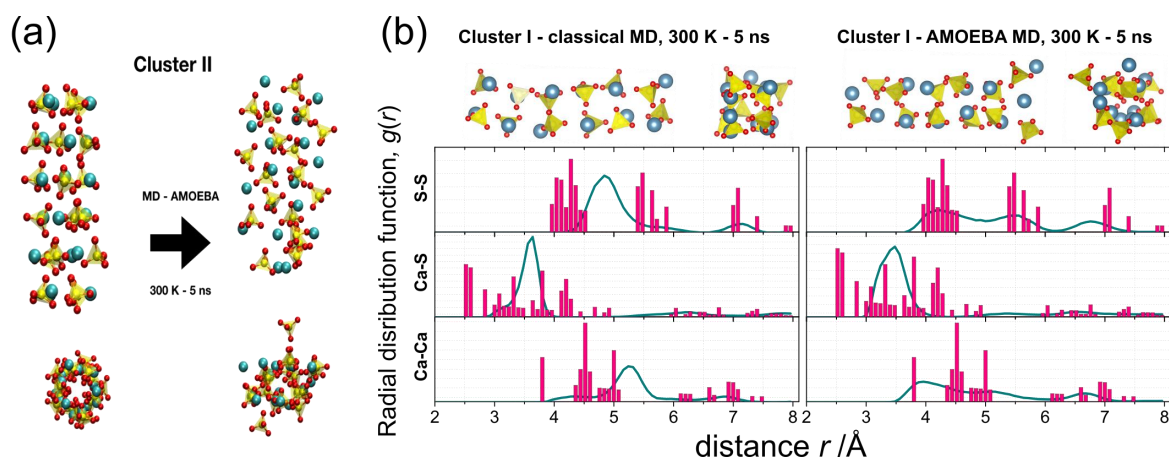 (a)
Cluster II
MD - AMOEBA
300 K - 5 ns
(b)
Cluster I - classical MD, 300 K - 5 ns
Cluster I - AMOEBA MD, 300 K - 5 ns
Radial disribution function, g(r)
S-S
Ca-S
Ca-Ca
2 3 4 5 6 7 8
2 3 4 5 6 7 8
distance r /Å